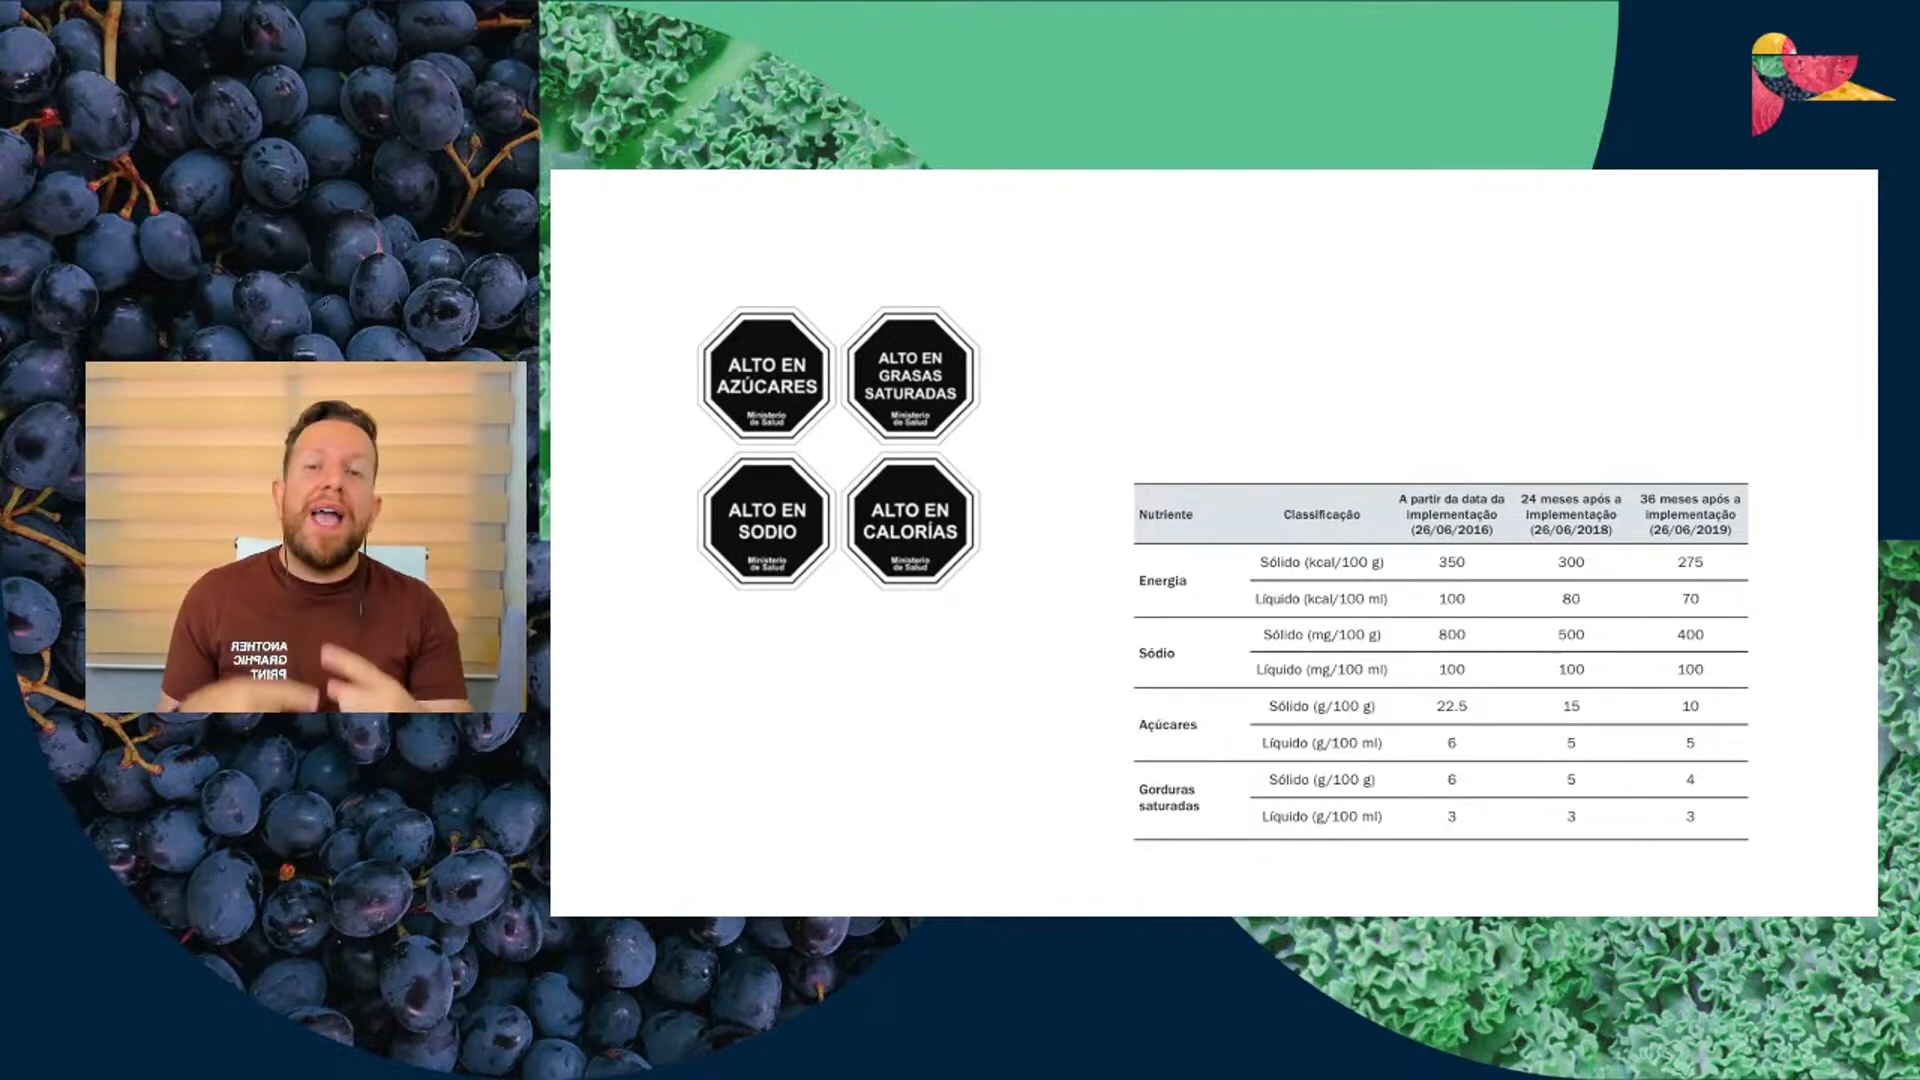 ALTO EN
AZÚCARES
Ministerio
de Salud
ALTO EN
GRASAS
SATURADAS
Ministerio
de Salud
ALTO EN
SODIO
Ministerio
de Salud
ALTO EN
CALORÍAS
Ministerio
de Salud
ANOTHER
GRAPHIC
PRINT
Nutriente Classificação A partir da data da implementação (26/06/2016) 24 meses após a implementação (26/06/2018) 36 meses após a implementação (26/06/2019)
Energia
Sólido (kcal/100 g) 350 300 275
Líquido (kcal/100 ml) 100 80 70
Sódio
Sólido (mg/100 g) 800 500 400
Líquido (mg/100 ml) 100 100 100
Açúcares
Sólido (g/100 g) 22.5 15 10
Líquido (g/100 ml) 6 5 5
Gorduras
saturadas
Sólido (g/100 g) 6 5 4
Líquido (g/100 ml) 3 3 3